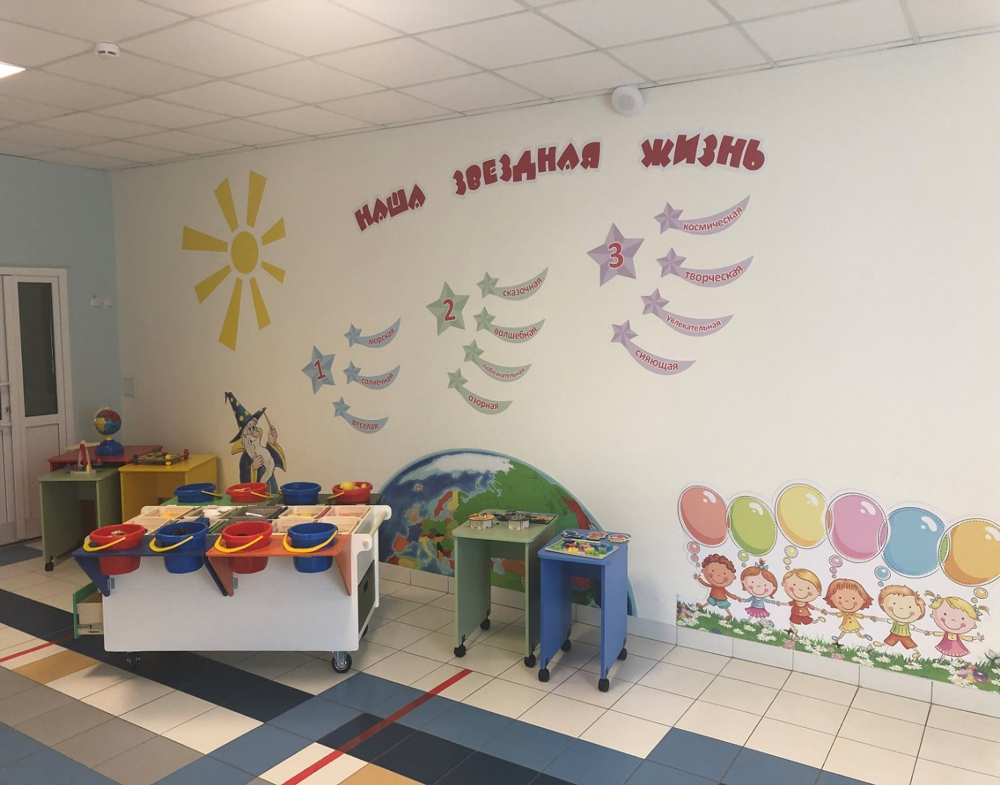 НАША ЗВЕЗДНАЯ ЖИЗНЬ
1
морская
солнечная
веселая
2
сказочная
волшебная
любознательная
озорная
3
космическая
творческая
увлекательная
сияющая